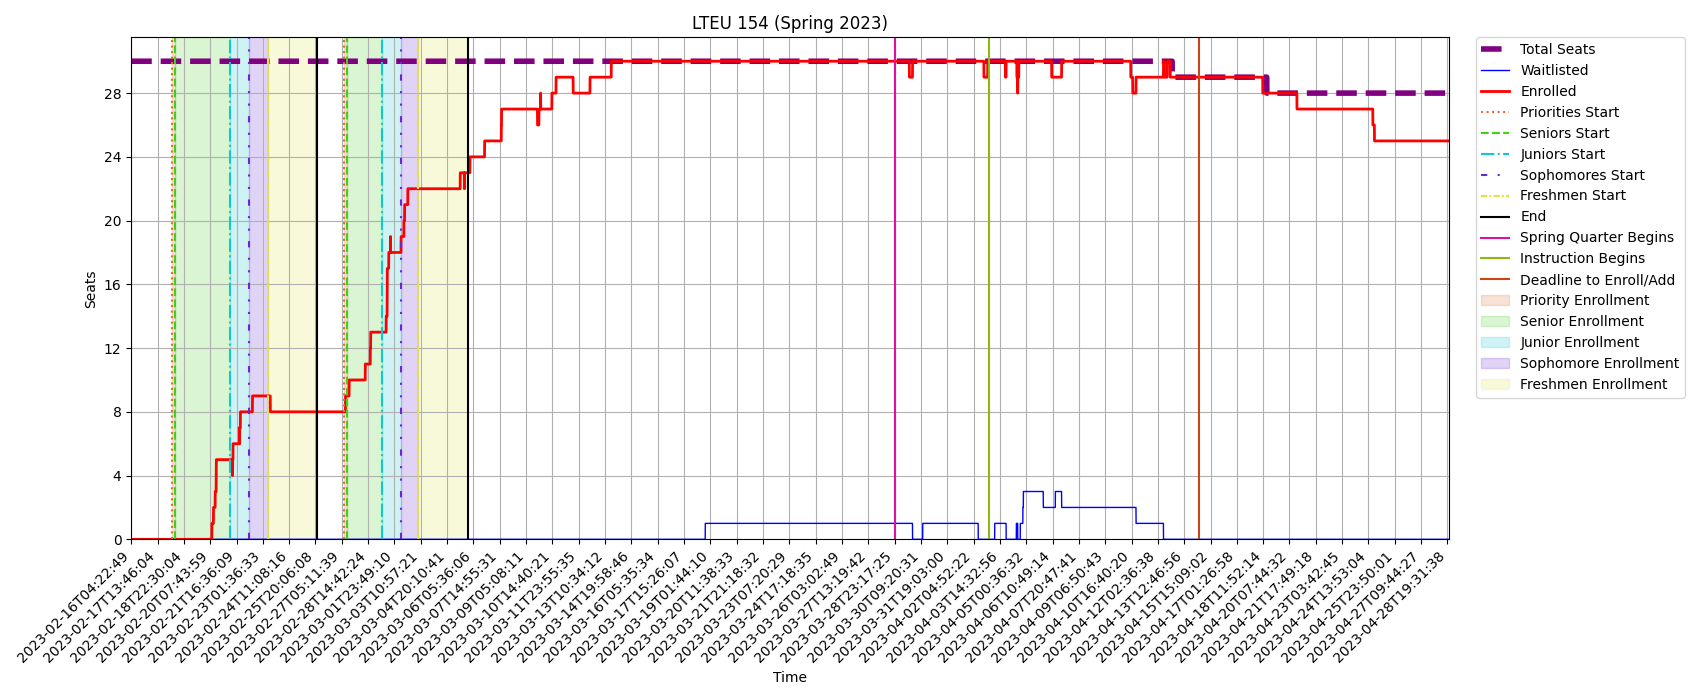 LTEU 154 (Spring 2023)
Seats
28
24
20
16
12
8
4
0
2023-02-16T04:22:49
2023-02-17T13:46:04
2023-02-18T22:30:04
2023-02-20T07:43:59
2023-02-21T16:36:09
2023-02-23T01:36:33
2023-02-24T11:08:16
2023-02-25T20:06:08
2023-02-27T05:11:39
2023-02-28T14:42:24
2023-03-01T23:49:10
2023-03-03T10:57:21
2023-03-04T20:10:41
2023-03-06T05:36:06
2023-03-07T14:55:31
2023-03-09T05:08:11
2023-03-10T14:40:21
2023-03-11T23:55:35
2023-03-13T10:34:12
2023-03-14T19:58:46
2023-03-16T05:35:34
2023-03-17T15:26:07
2023-03-19T01:44:10
2023-03-20T11:38:33
2023-03-21T21:18:32
2023-03-23T07:20:29
2023-03-24T17:18:35
2023-03-26T03:02:49
2023-03-27T13:19:42
2023-03-28T23:17:25
2023-03-30T09:20:31
2023-03-31T19:03:00
2023-04-02T04:52:22
2023-04-03T14:32:56
2023-04-05T00:36:32
2023-04-06T10:49:14
2023-04-07T20:47:41
2023-04-09T06:50:43
2023-04-10T16:40:20
2023-04-12T02:36:38
2023-04-13T12:46:56
2023-04-15T15:09:02
2023-04-17T01:26:58
2023-04-18T11:52:14
2023-04-20T07:44:32
2023-04-21T17:49:18
2023-04-23T03:42:45
2023-04-24T13:53:04
2023-04-25T23:50:01
2023-04-27T09:44:27
2023-04-28T19:31:38
Time
Total Seats
Waitlisted
Enrolled
Priorities Start
Seniors Start
Juniors Start
Sophomores Start
Freshmen Start
End
Spring Quarter Begins
Instruction Begins
Deadline to Enroll/Add
Priority Enrollment
Senior Enrollment
Junior Enrollment
Sophomore Enrollment
Freshmen Enrollment